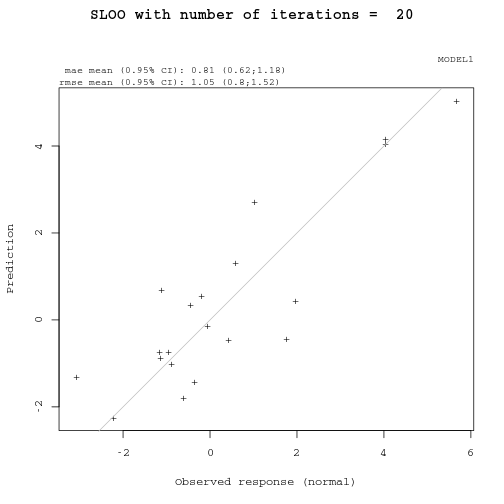 SLOO with number of iterations =  20
MODEL1
mae mean (0.95% CI): 0.81 (0.62;1.18)
rmse mean (0.95% CI): 1.05 (0.8;1.52)
4
2
0
-2
Prediction
-2 0 2 4 6
Observed response (normal)